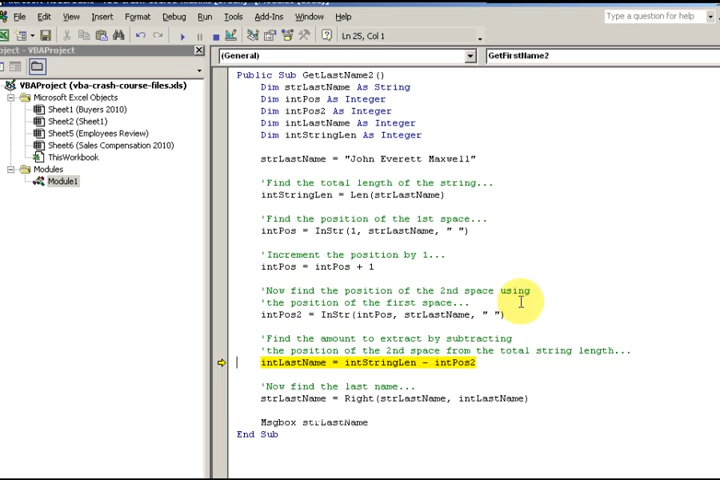 File Edit View Insert Format Debug Run Tools Add-Ins Window Help
Type a question for help
Ln 25, Col 1
oject - VBAProject
VBAProject (vba-crash-course-files.xls)
Microsoft Excel Objects
Sheet1 (Buyers 2010)
Sheet2 (Sheet1)
Sheet5 (Employees Review)
Sheet6 (Sales Compensation 2010)
ThisWorkbook
Modules
Module1
(General)
GetFirstName2
Public Sub GetLastName2()
Dim strLastName As String
Dim intPos As Integer
Dim intPos2 As Integer
Dim intLastName As Integer
Dim intStringLen As Integer
strLastName = "John Everett Maxwell"
'Find the total length of the string...
intStringLen = Len(strLastName)
'Find the position of the 1st space...
intPos = InStr(1, strLastName, " ")
'Increment the position by 1...
intPos = intPos + 1
'Now find the position of the 2nd space using
'the position of the first space...
intPos2 = InStr(intPos, strLastName, " ")
'Find the amount to extract by subtracting
'the position of the 2nd space from the total string length...
intLastName = intStringLen - intPos2
'Now find the last name...
strLastName = Right(strLastName, intLastName)
Msgbox strLastName
End Sub